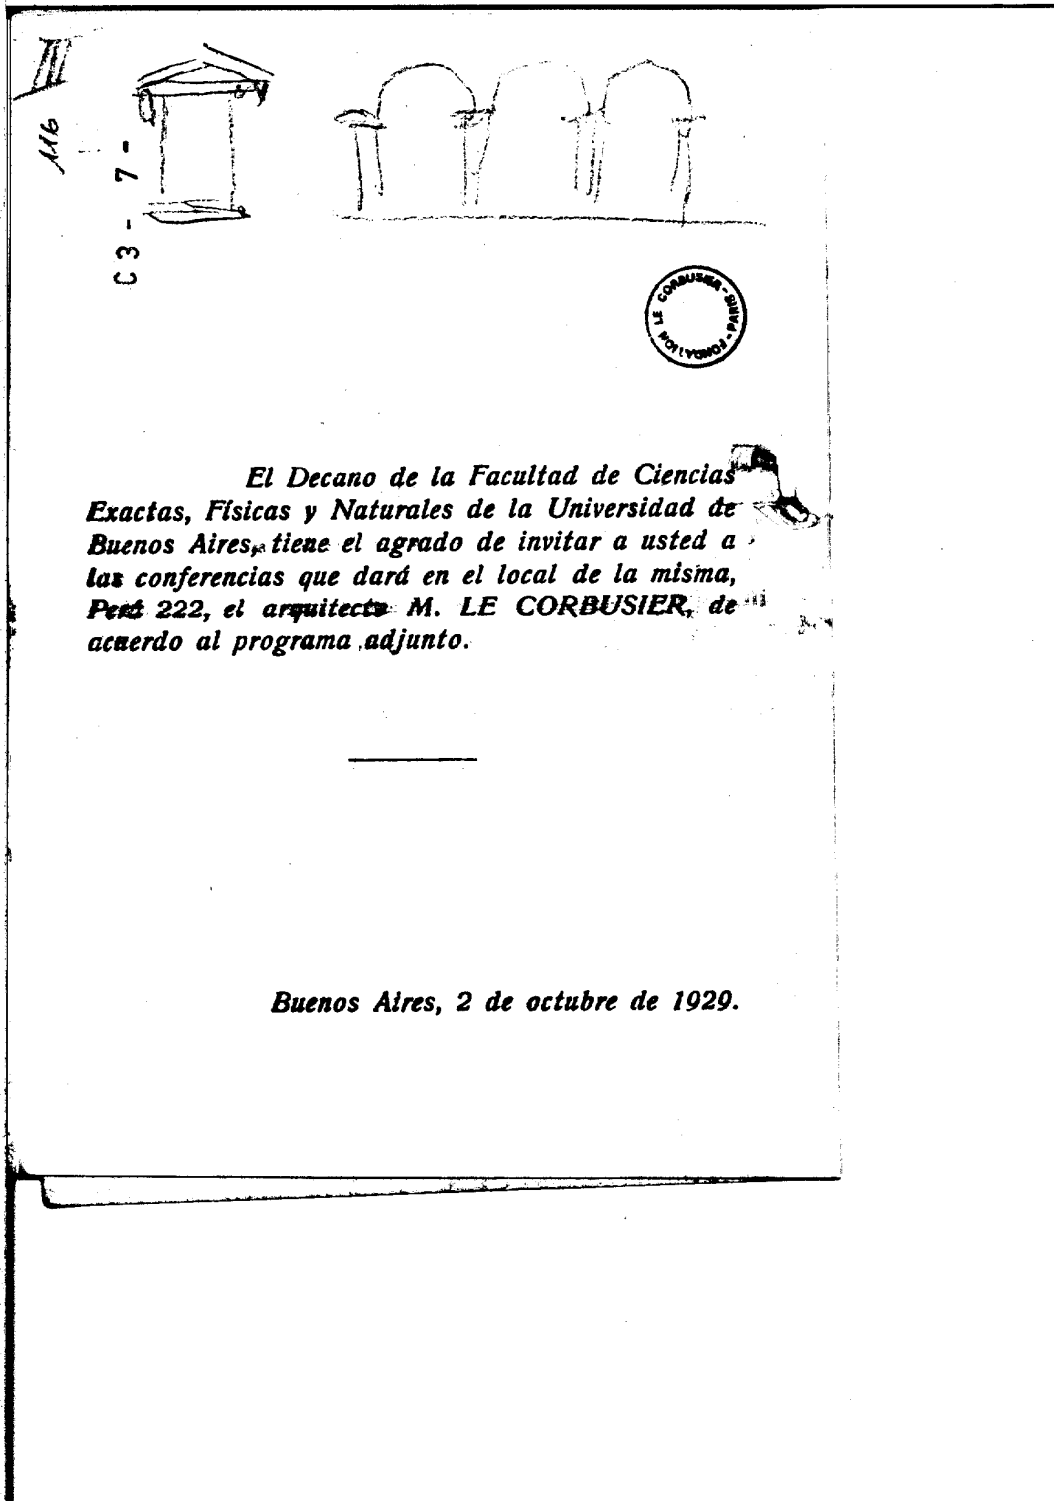 116
C3-7-
FONDATION LE CORBUSIER - PARIS -
El Decano de la Facultad de Ciencias
Exactas, Físicas y Naturales de la Universidad de
Buenos Aires, tiene el agrado de invitar a usted a
las conferencias que dará en el local de la misma,
Perú 222, el arquitecto M. LE CORBUSIER, de
acuerdo al programa adjunto.
Buenos Aires, 2 de octubre de 1929.